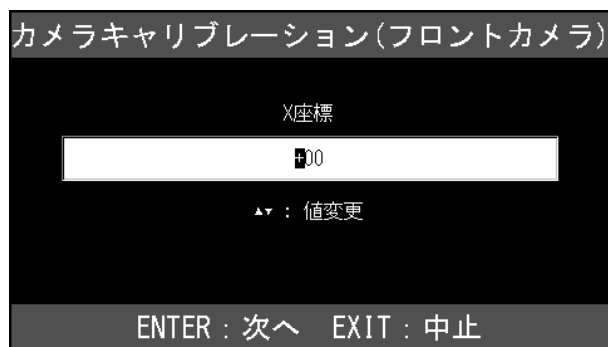 カメラキャリブレーション(フロントカメラ)
X座標
+00
▲▼ : 値変更
ENTER : 次へ EXIT : 中止